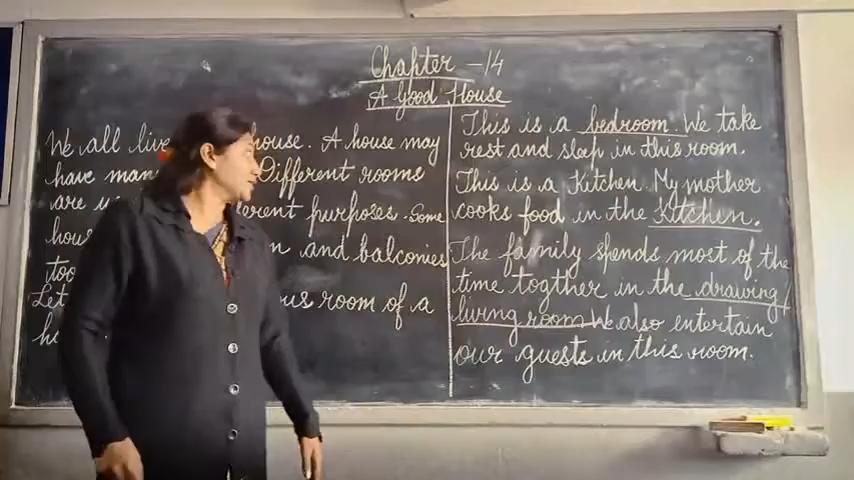 Chapter - 14
A Good House
We all live house. A house may
have man Different rooms
are erent purposes. Some
hou n and balconies
too
Let us room of a
This is a bedroom. We take
rest and sleep in this room.
This is a kitchen. My mother
cooks food in the kitchen.
The family spends most of the
time together in the drawing/
living room. We also entertain
our guests in this room.